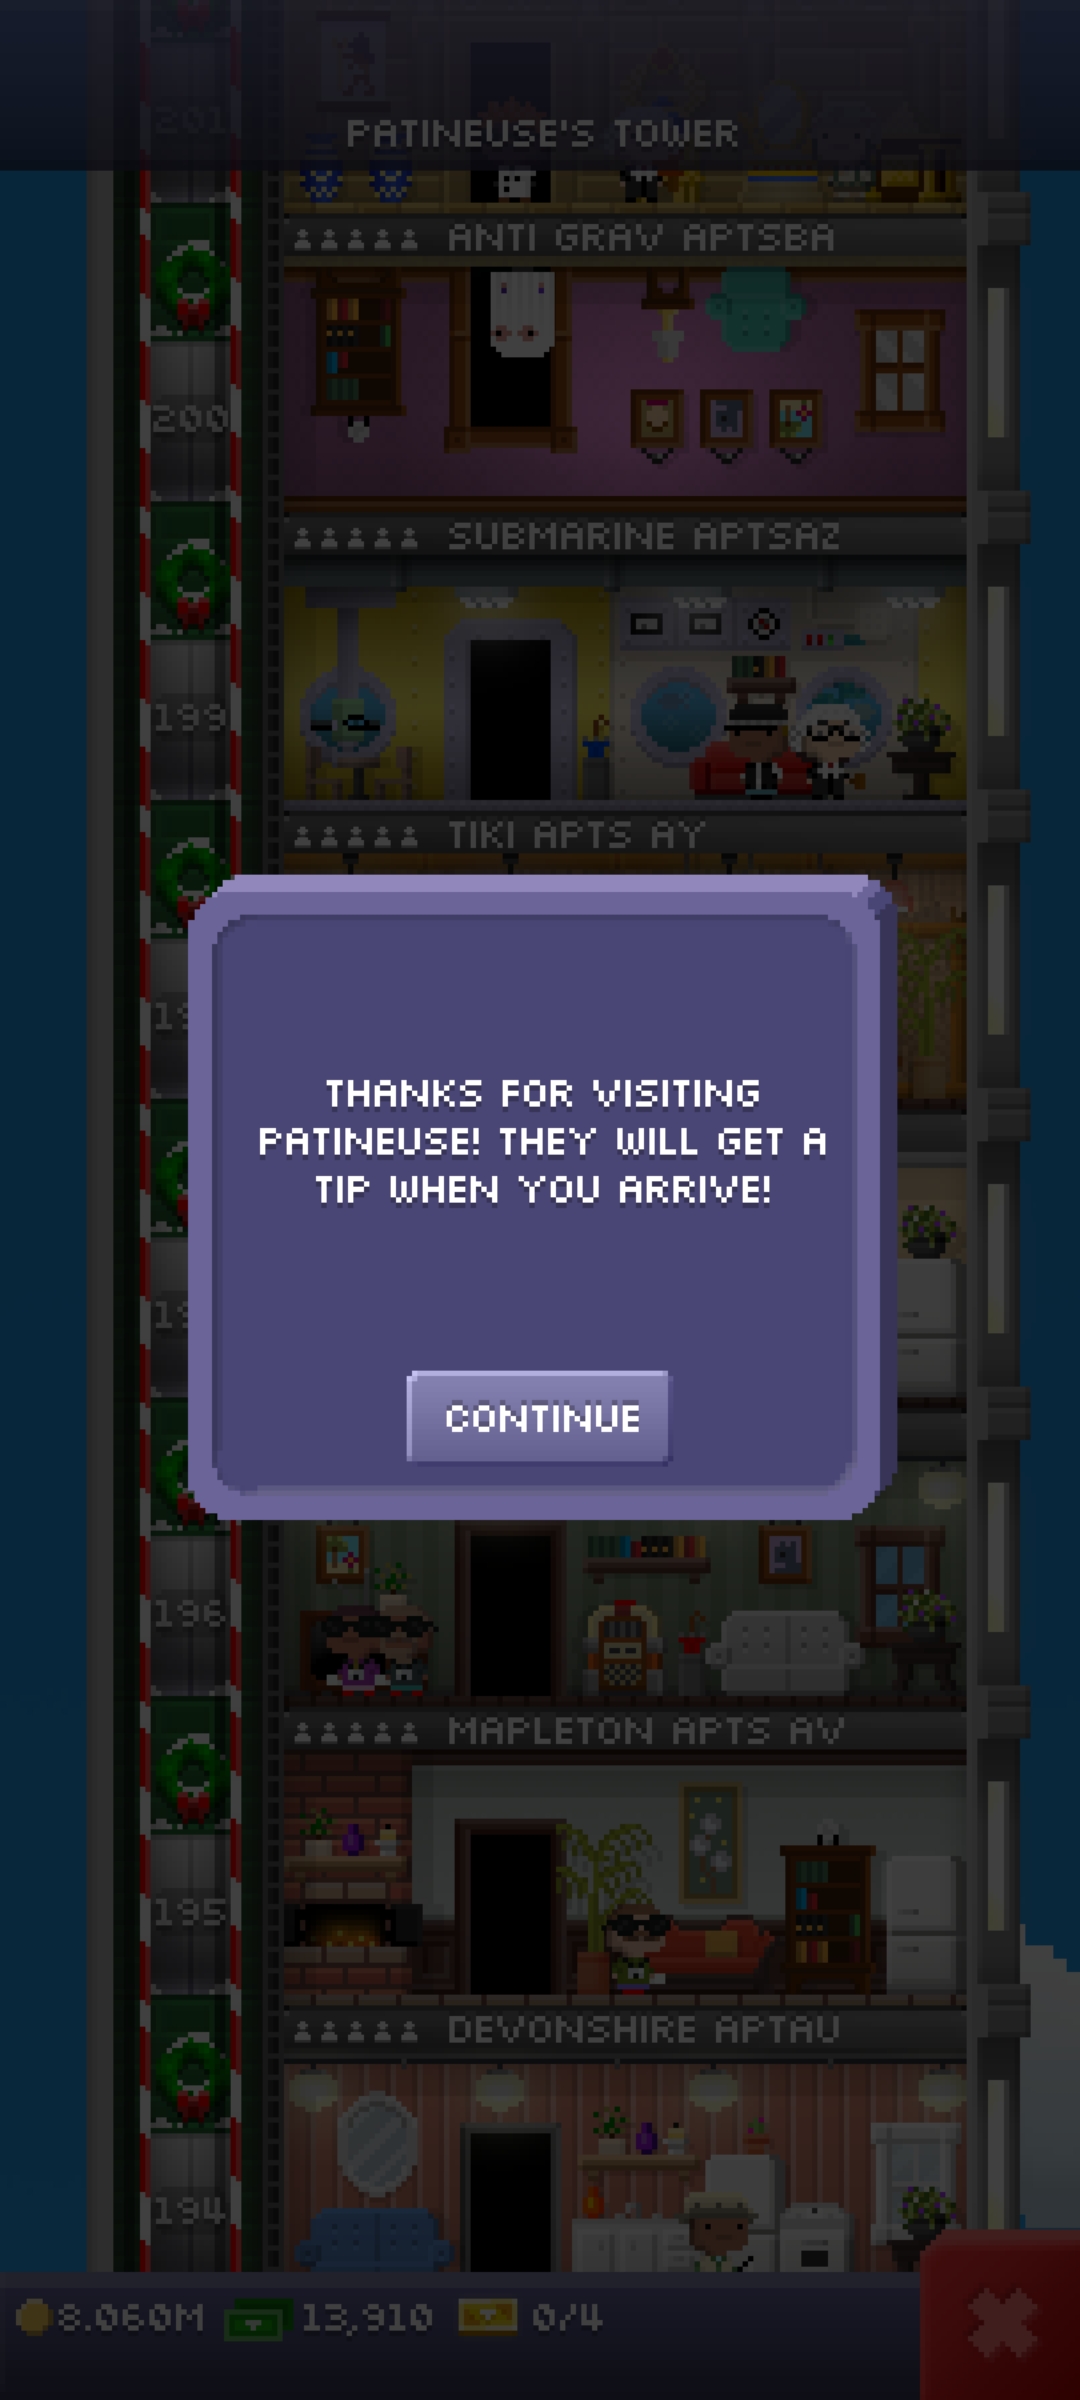 201
PATINEUSE'S TOWER
ANTI GRAV APTSBA
200
SUBMARINE APTSAZ
199
TIKI APTS AY
THANKS FOR VISITING
PATINEUSE! THEY WILL GET A
TIP WHEN YOU ARRIVE!
CONTINUE
196
MAPLETON APTS AV
195
DEVONSHIRE APTAU
194
8.060M 13,910 0/4